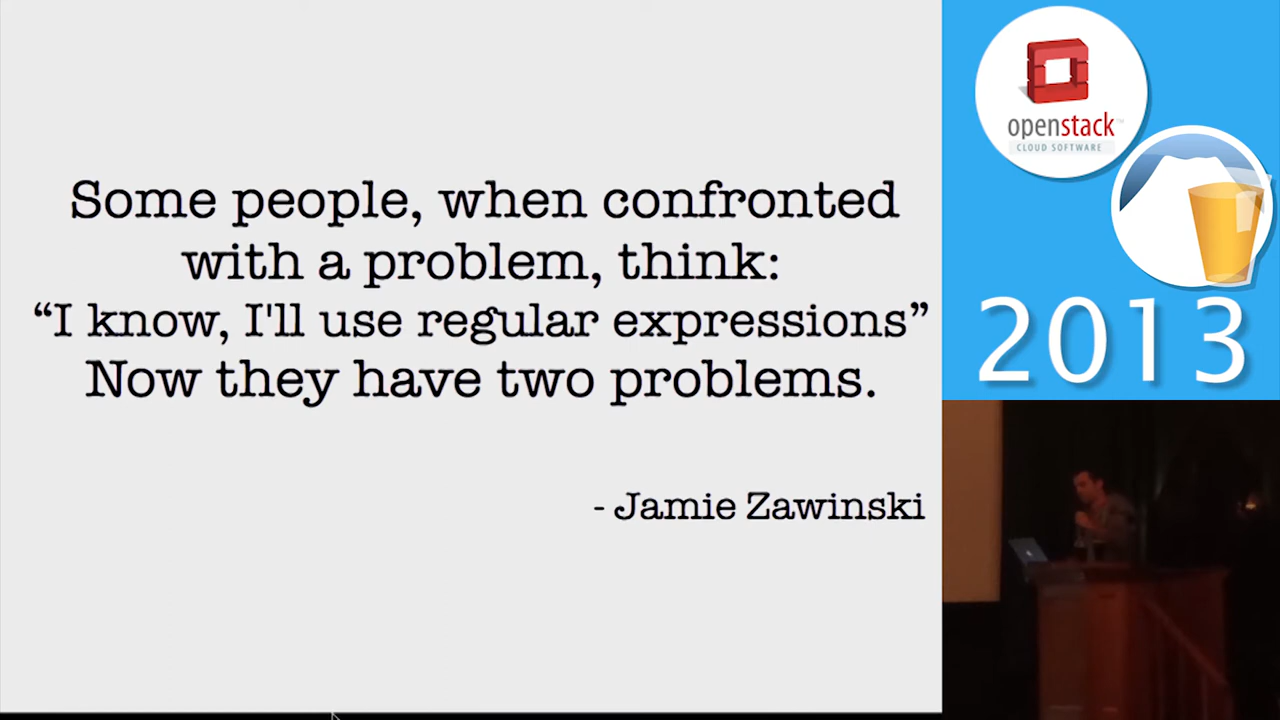 Some people, when confronted
with a problem, think:
“I know, I'll use regular expressions”
Now they have two problems.
- Jamie Zawinski
openstack™
CLOUD SOFTWARE
2013